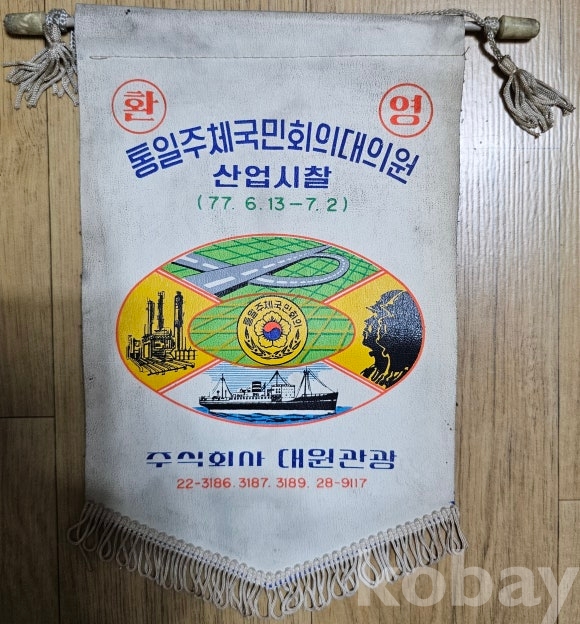 환 영
통일주체국민회의대의원
산업시찰
(77. 6. 13-7. 2)
통일주체국민회의
주식회사 대원관광
22-3186. 3187. 3189. 28-9117
kobay